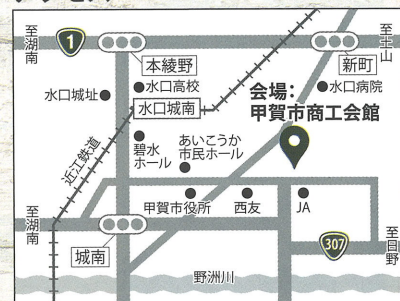 至湖南
1
至土山
本綾野
新町
水口高校
水口病院
水口城址
水口城南
会場:
甲賀市商工会館
近江鉄道
碧水
ホール
あいこうか
市民ホール
甲賀市役所
西友
JA
至湖南
城南
307
至日野
野洲川